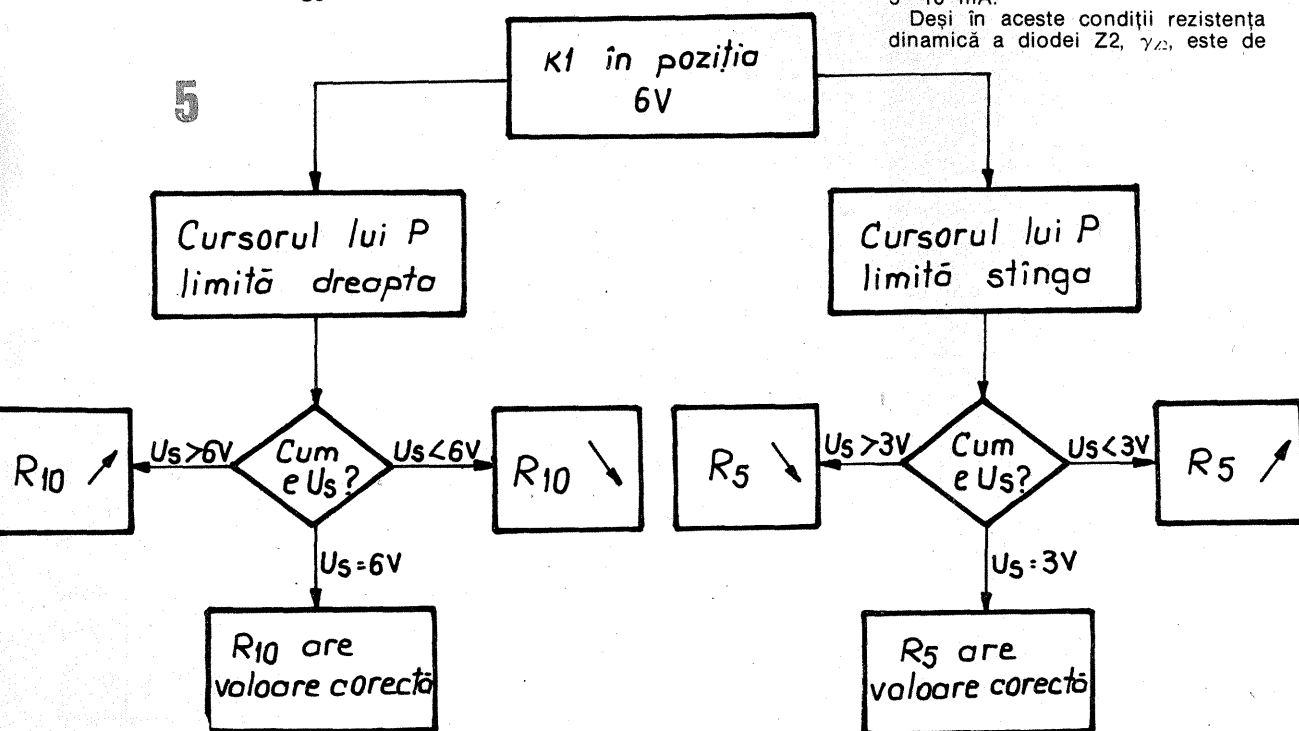 5-10 mA.
Deși în aceste condiții rezistența
dinamică a diodei Z2, γz2, este de
5
K1 în poziția
6V
Cursorul lui P
limită dreapta
Cursorul lui P
limită stînga
R10 ↗
Us>6V
Cum
e Us?
Us<6V
R10 ↘
R5 ↘
Us>3V
Cum
e Us?
Us<3V
R5 ↗
Us=6V
Us=3V
R10 are
valoare corectă
R5 are
valoare corectă